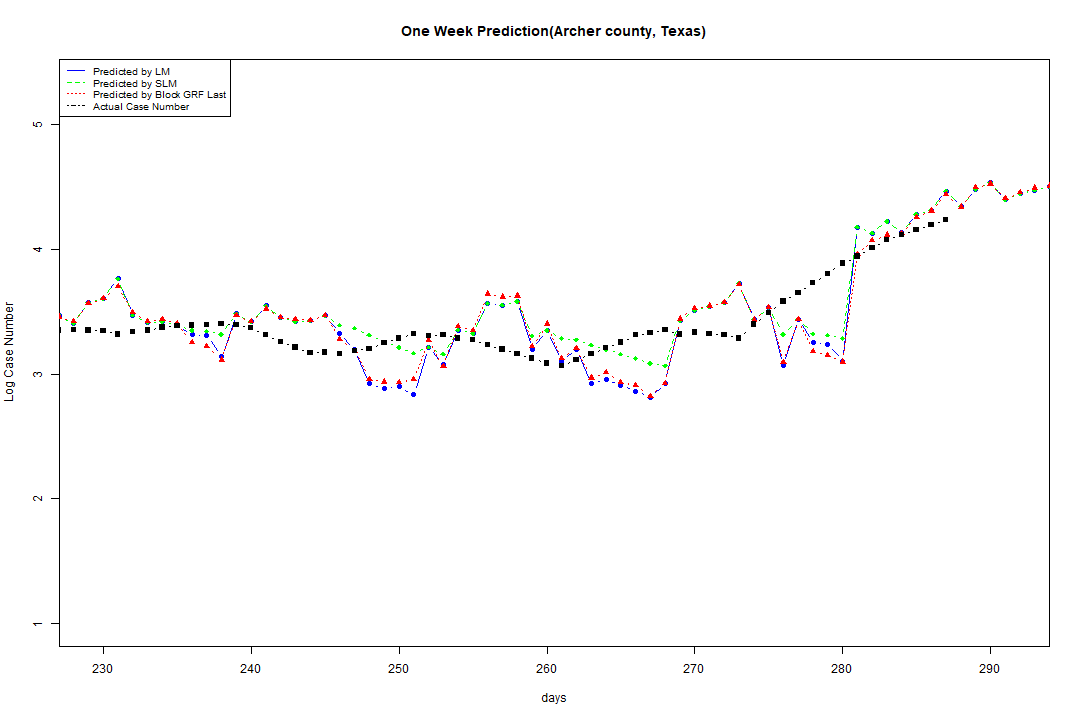 One Week Prediction(Archer county, Texas)
Predicted by LM
Predicted by SLM
Predicted by Block GRF Last
Actual Case Number
5
4
3
2
1
Log Case Number
230 240 250 260 270 280 290
days